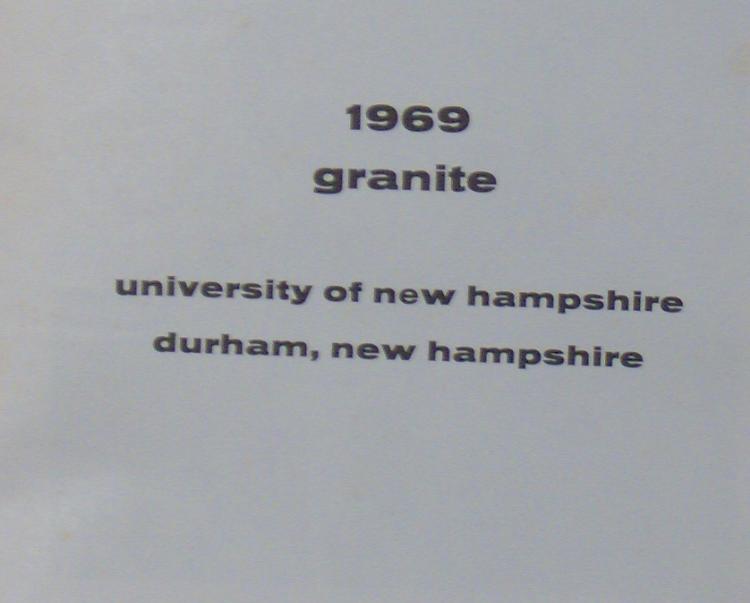 1969
granite
university of new hampshire
durham, new hampshire